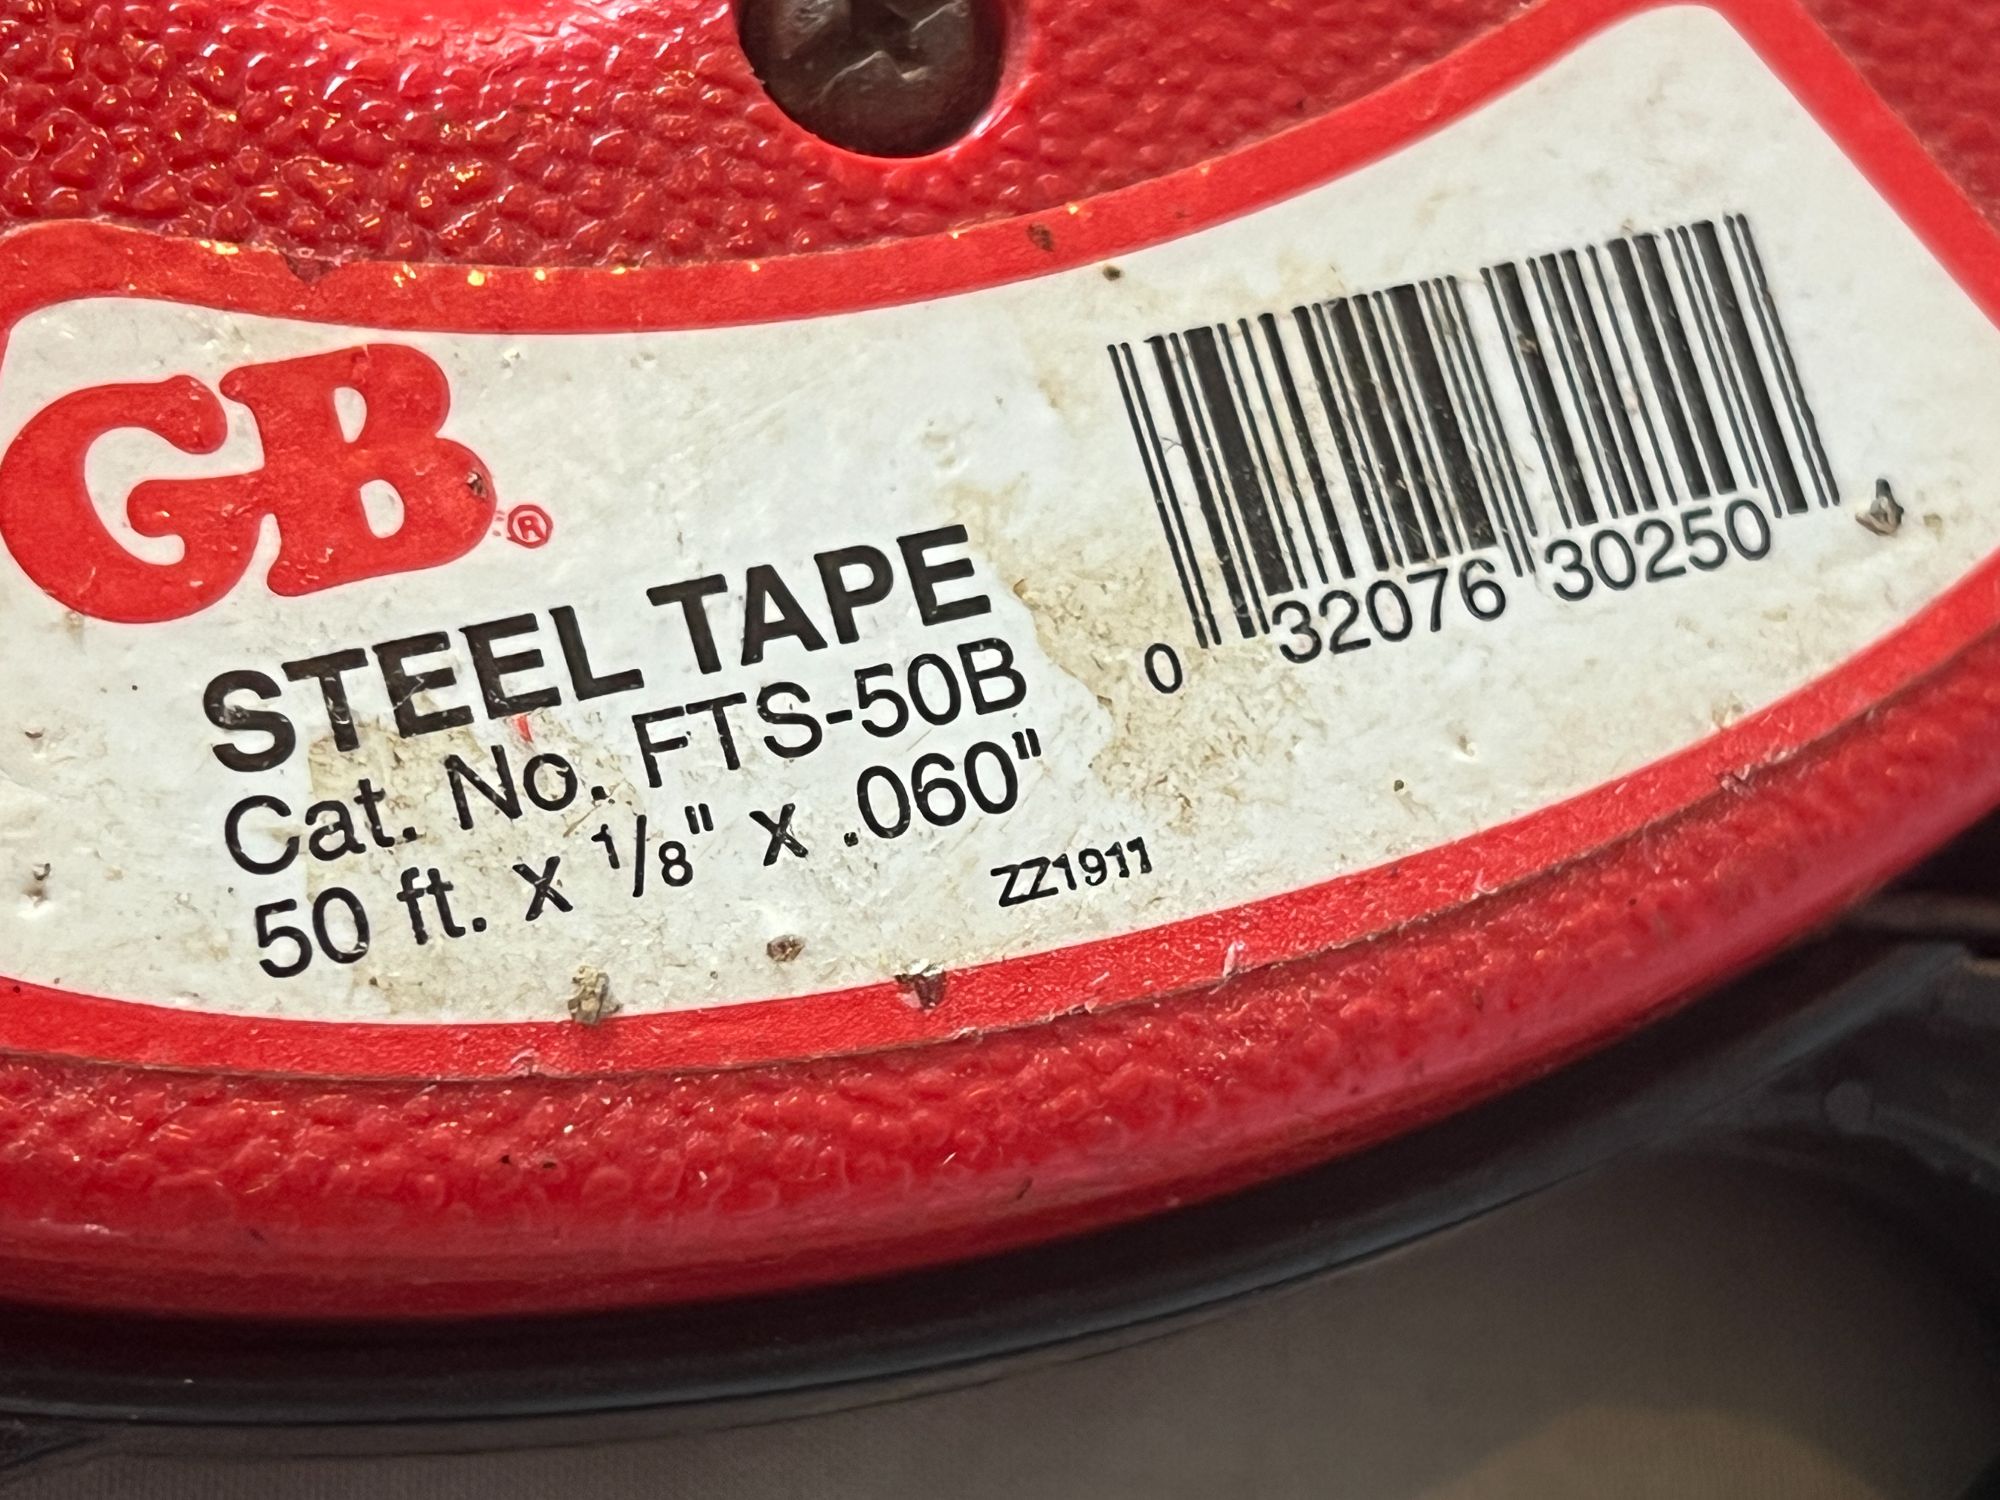 GB®
STEEL TAPE
Cat. No. FTS-50B
50 ft. x 1/8" x .060"
ZZ1911
0 32076 30250